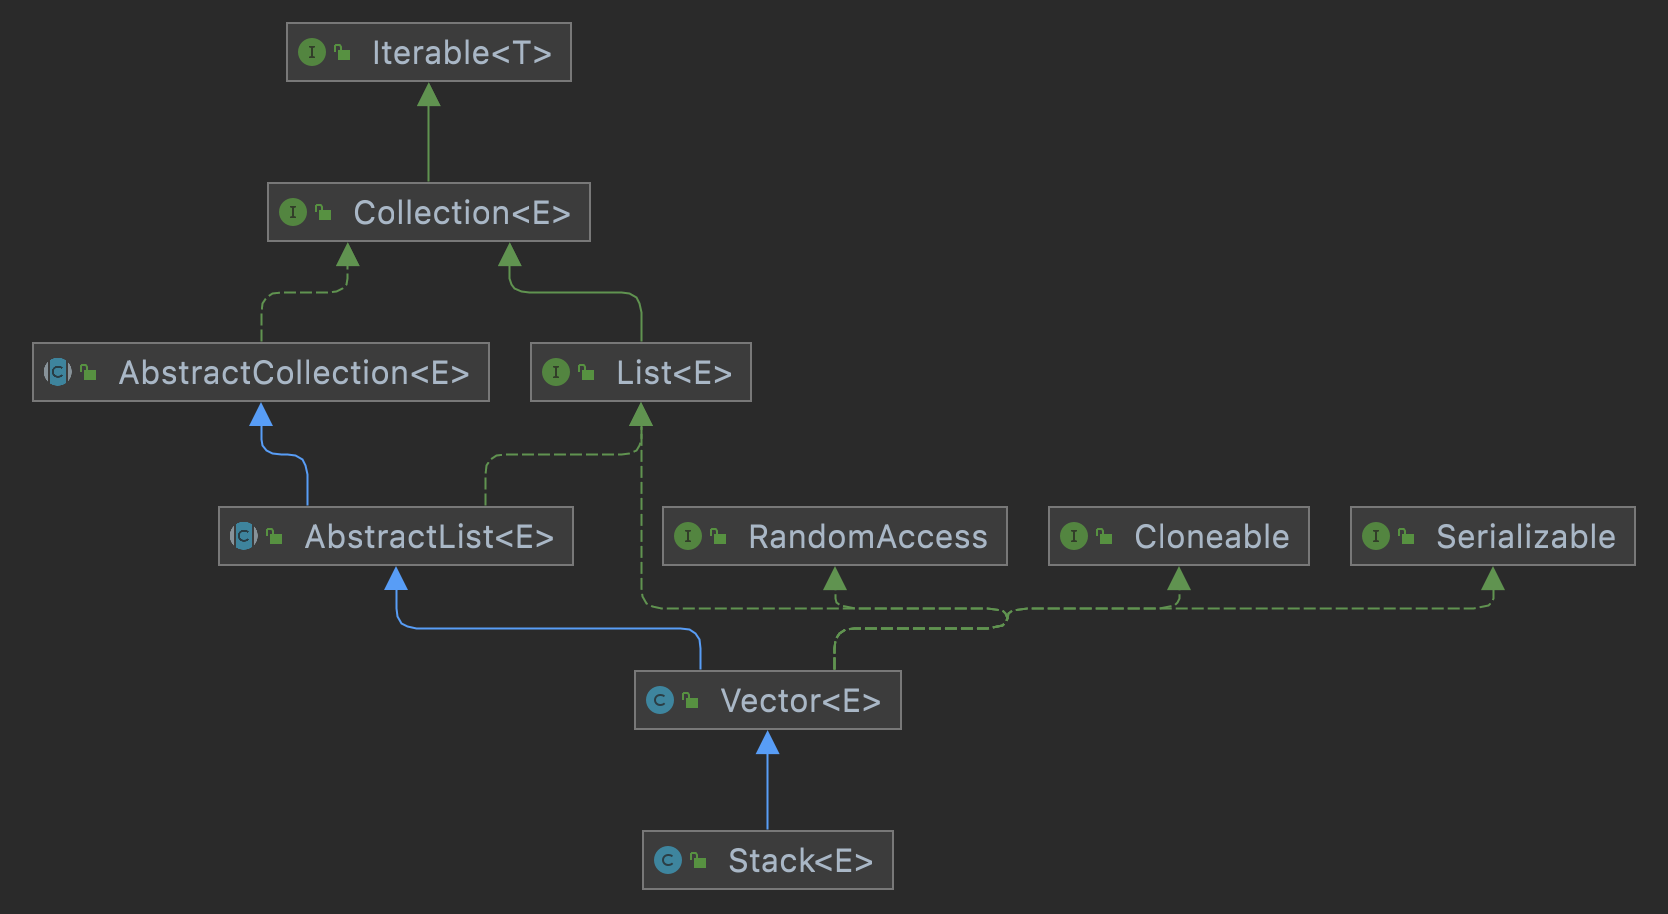 Iterable<T>
Collection<E>
AbstractCollection<E>
List<E>
AbstractList<E>
RandomAccess
Cloneable
Serializable
Vector<E>
Stack<E>